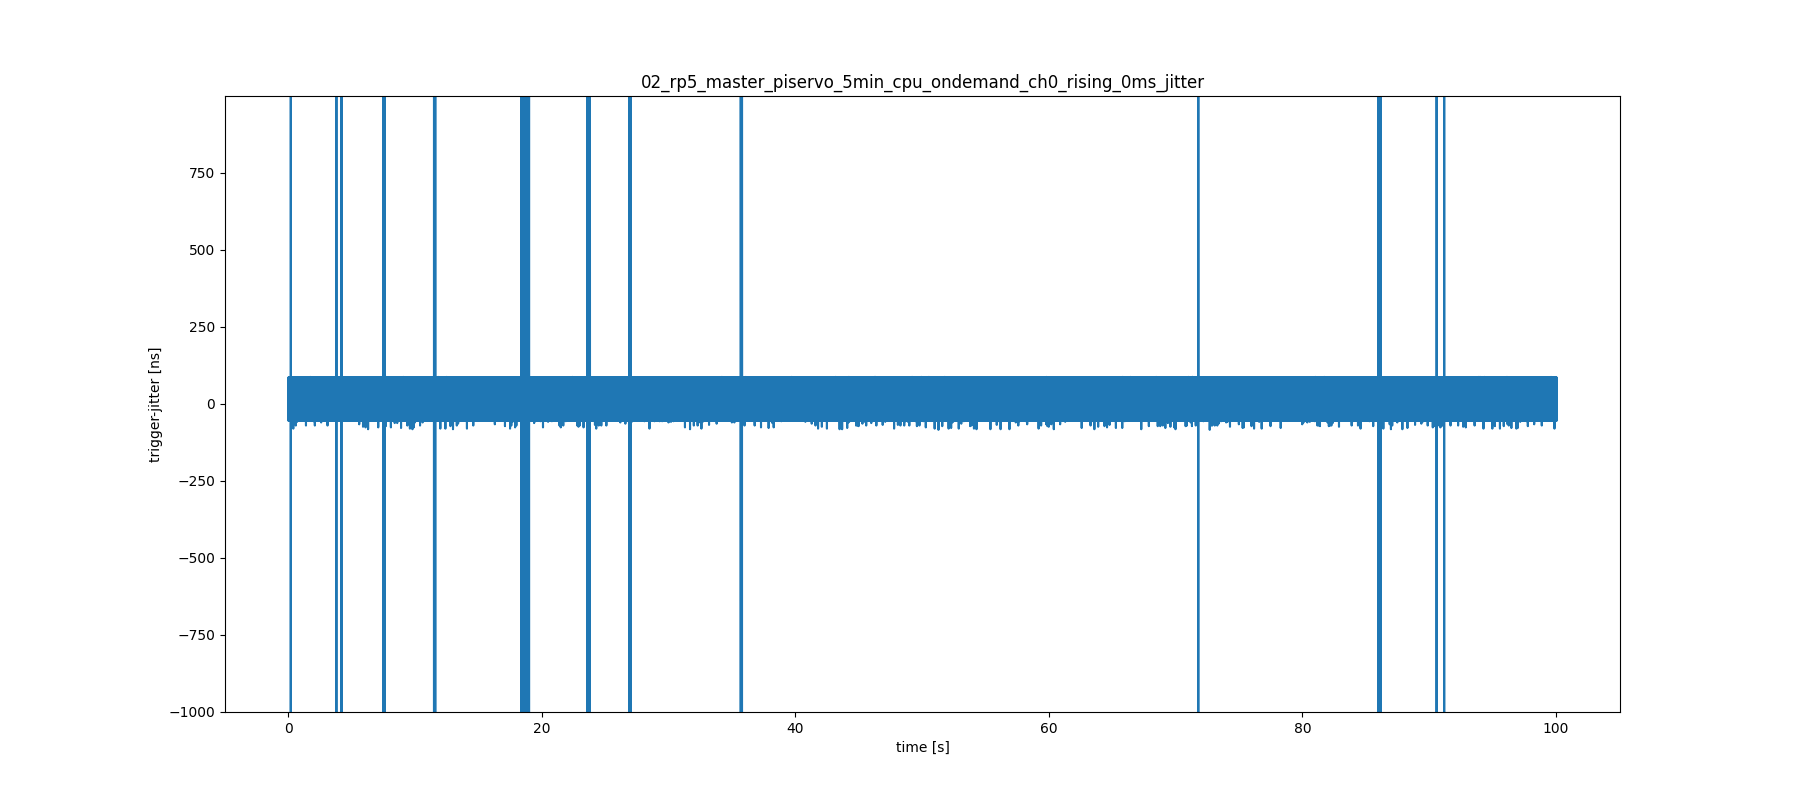 02_rp5_master_piservo_5min_cpu_ondemand_ch0_rising_0ms_jitter
trigger-jitter [ns]
750
500
250
0
−250
−500
−750
−1000
0 20 40 60 80 100
time [s]